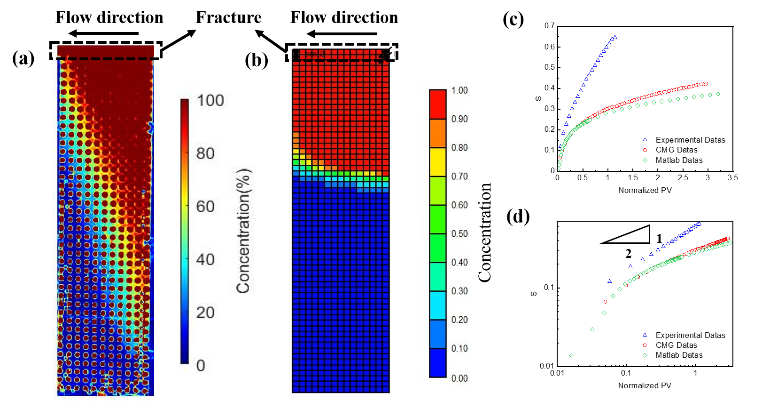 Flow direction
Fracture
Flow direction
(a)
(b)
100
80
60
40
20
0
Concentration(%)
1.00
0.90
0.80
0.70
0.60
0.50
0.40
0.30
0.20
0.10
0.00
Concentration
(c)
0.7
0.6
0.5
0.4
0.3
0.2
0.1
0
S
0
0.5
1
1.5
2
2.5
3
3.5
Normalized PV
Experimental Datas
CMG Datas
Matlab Datas
(d)
1
2
0.1
0.01
0.01
0.1
1
Normalized PV
Experimental Datas
CMG Datas
Matlab Datas